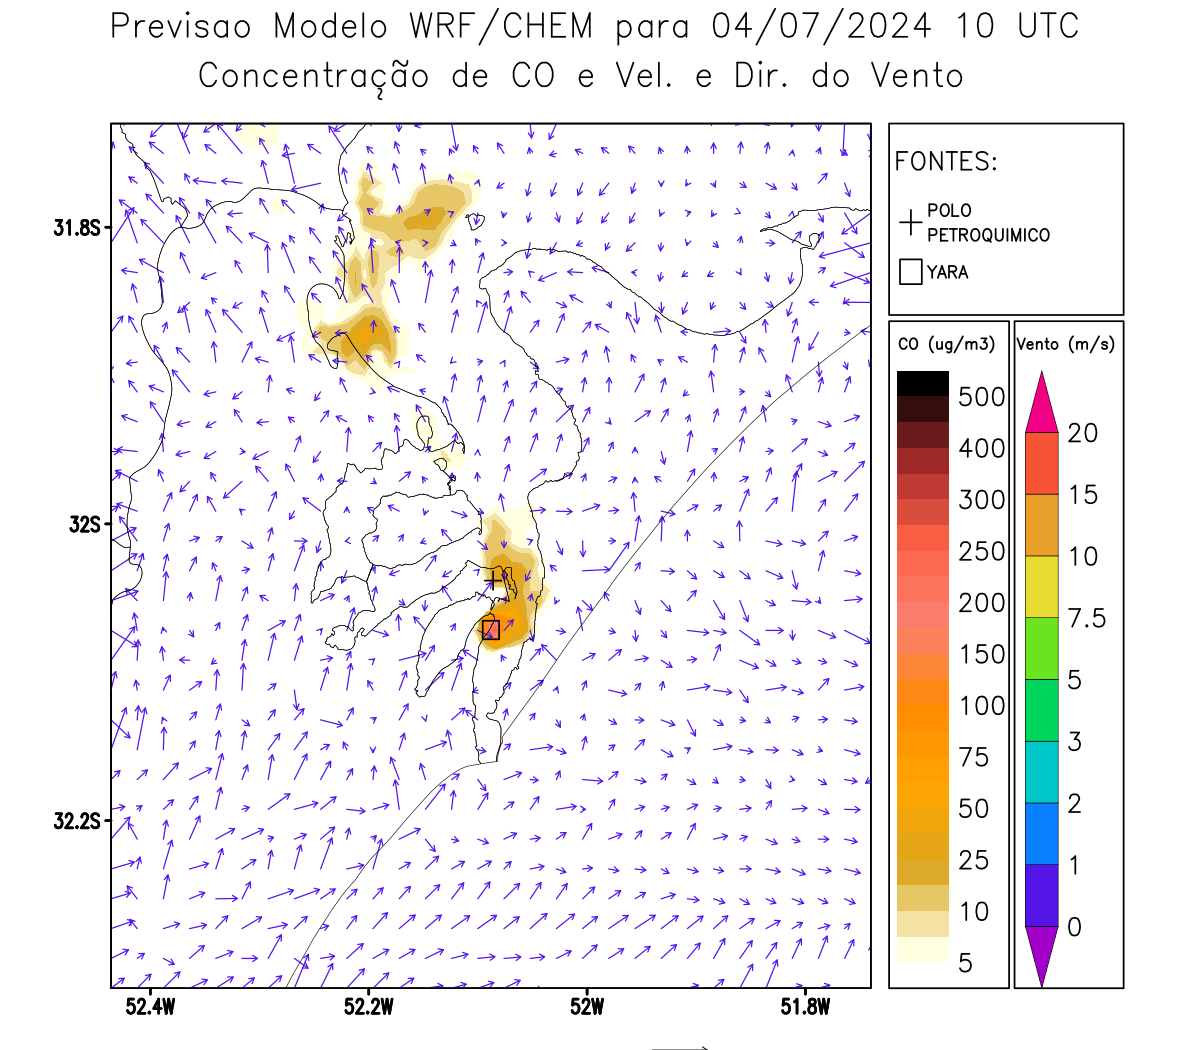 Previsao Modelo WRF/CHEM para 04/07/2024 10 UTC
Concentração de CO e Vel. e Dir. do Vento
FONTES:
POLO
PETROQUIMICO
YARA
CO (ug/m3)
500
400
300
250
200
150
100
75
50
25
10
5
Vento (m/s)
20
15
10
7.5
5
3
2
1
0
31.8S
32S
32.2S
52.4W
52.2W
52W
51.8W